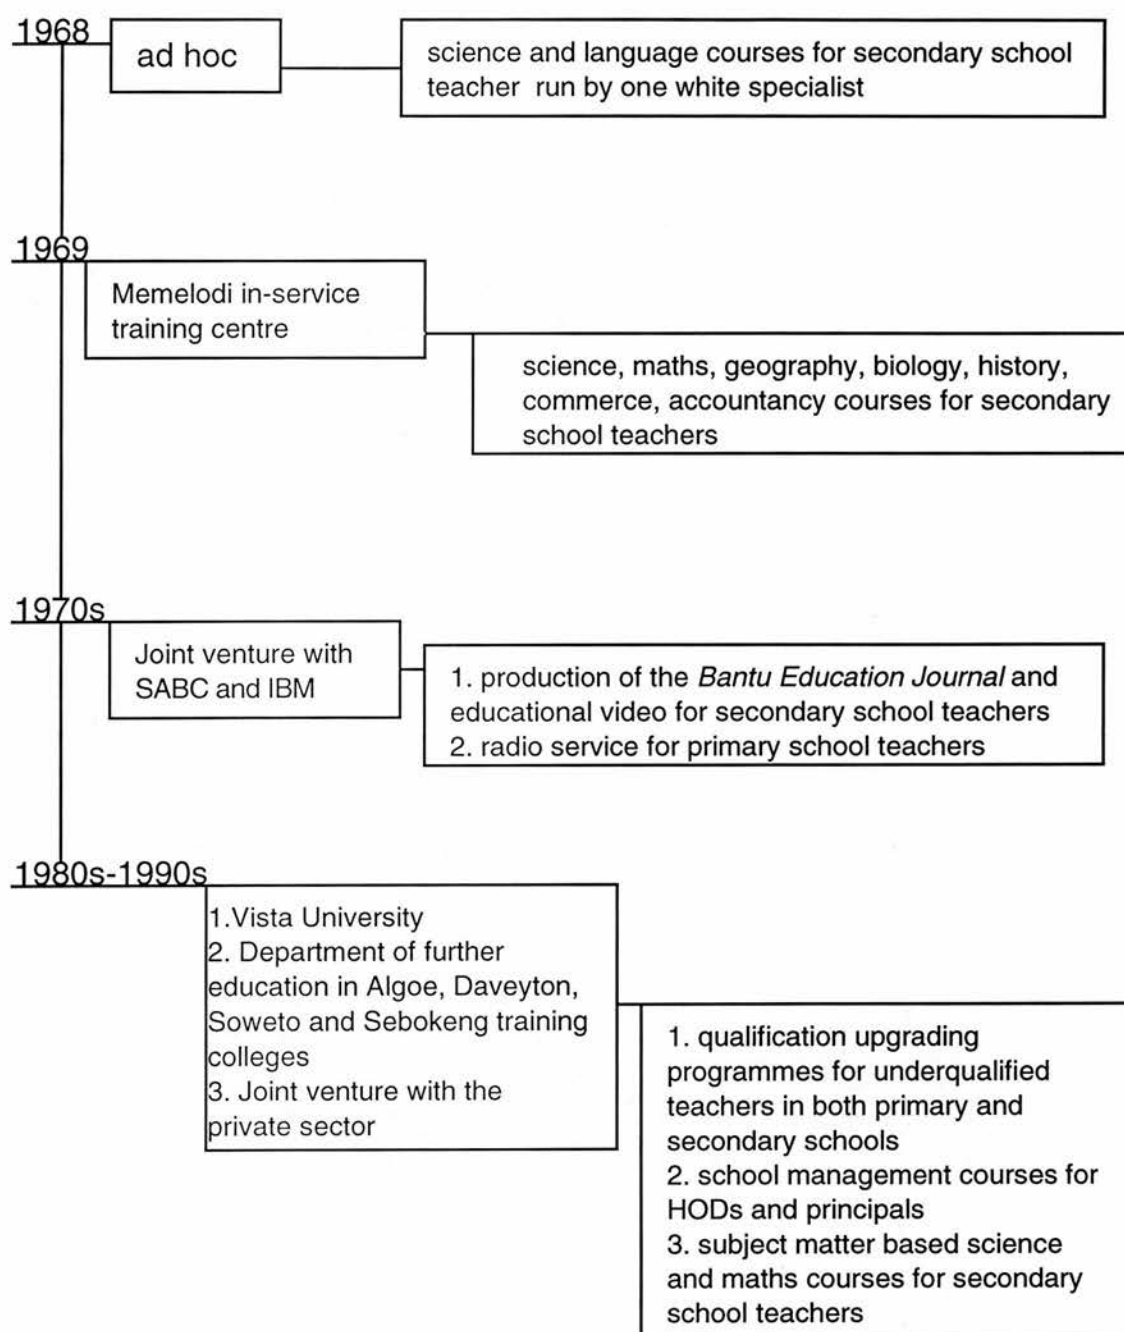 1968
ad hoc
science and language courses for secondary school
teacher run by one white specialist
1969
Memelodi in-service
training centre
science, maths, geography, biology, history,
commerce, accountancy courses for secondary
school teachers
1970s
Joint venture with
SABC and IBM
1. production of the Bantu Education Journal and
educational video for secondary school teachers
2. radio service for primary school teachers
1980s-1990s
1.Vista University
2. Department of further
education in Algoe, Daveyton,
Soweto and Sebokeng training
colleges
3. Joint venture with the
private sector
1. qualification upgrading
programmes for underqualified
teachers in both primary and
secondary schools
2. school management courses for
HODs and principals
3. subject matter based science
and maths courses for secondary
school teachers